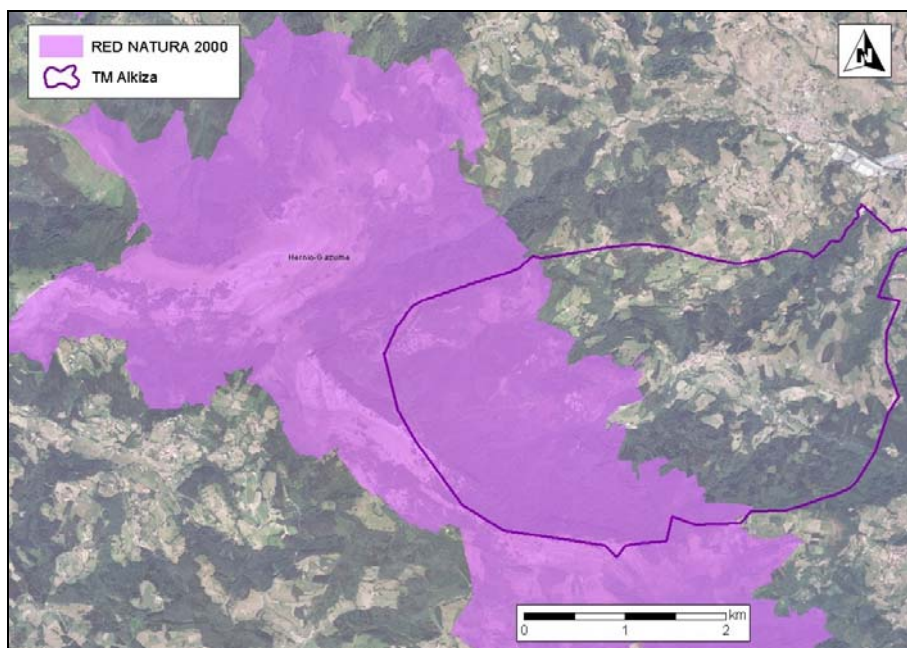 RED NATURA 2000
TM Alkiza
N
Hernio-Gazume
km
0 1 2